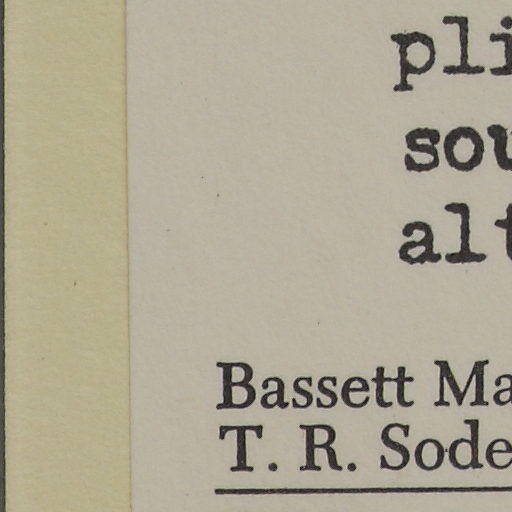 pli
sou
alt
Bassett Ma
T. R. Sode